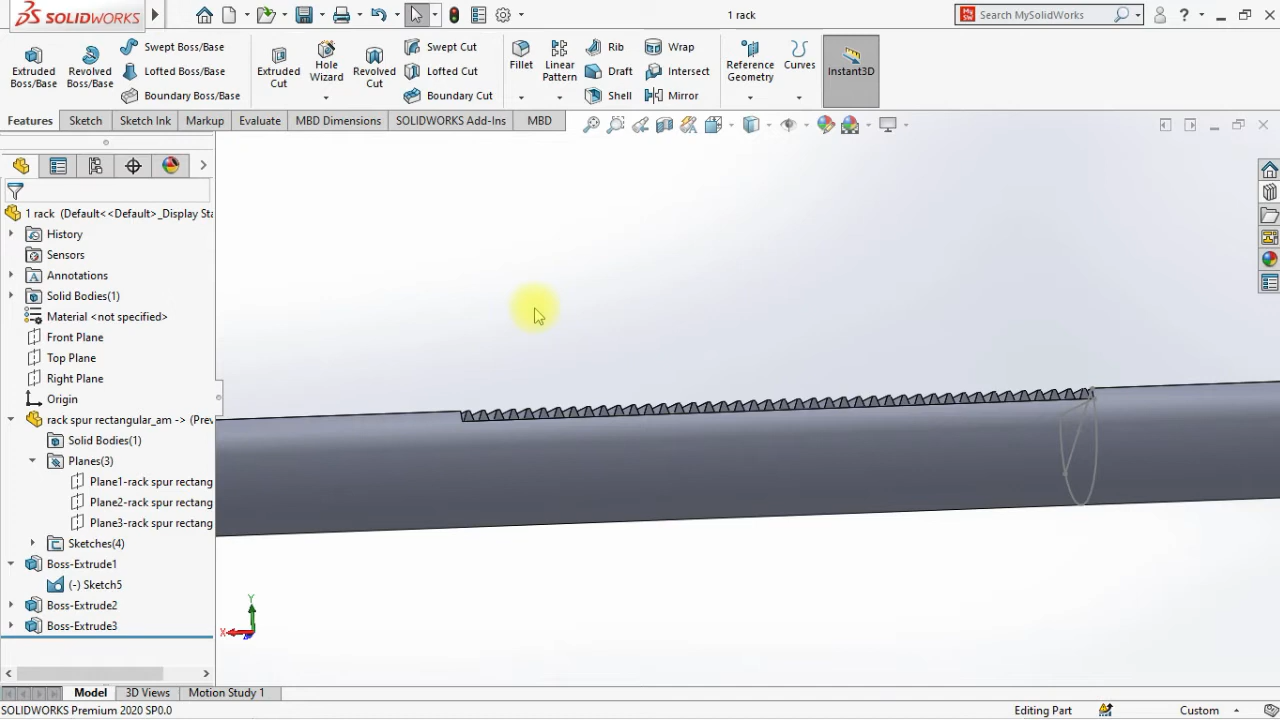 SOLIDWORKS
1 rack
Search MySolidWorks
?
Extruded Boss/Base
Revolved Boss/Base
Swept Boss/Base
Lofted Boss/Base
Boundary Boss/Base
Extruded Cut
Hole Wizard
Revolved Cut
Swept Cut
Lofted Cut
Boundary Cut
Fillet
Linear Pattern
Rib
Draft
Shell
Wrap
Intersect
Mirror
Reference Geometry
Curves
Instant3D
Features
Sketch
Sketch Ink
Markup
Evaluate
MBD Dimensions
SOLIDWORKS Add-Ins
MBD
1 rack (Default<<Default>_Display Sta
History
Sensors
Annotations
Solid Bodies(1)
Material <not specified>
Front Plane
Top Plane
Right Plane
Origin
rack spur rectangular_am -> (Prev
Solid Bodies(1)
Planes(3)
Plane1-rack spur rectang
Plane2-rack spur rectang
Plane3-rack spur rectang
Sketches(4)
Boss-Extrude1
(-) Sketch5
Boss-Extrude2
Boss-Extrude3
Y
X
Model
3D Views
Motion Study 1
SOLIDWORKS Premium 2020 SP0.0
Editing Part
Custom